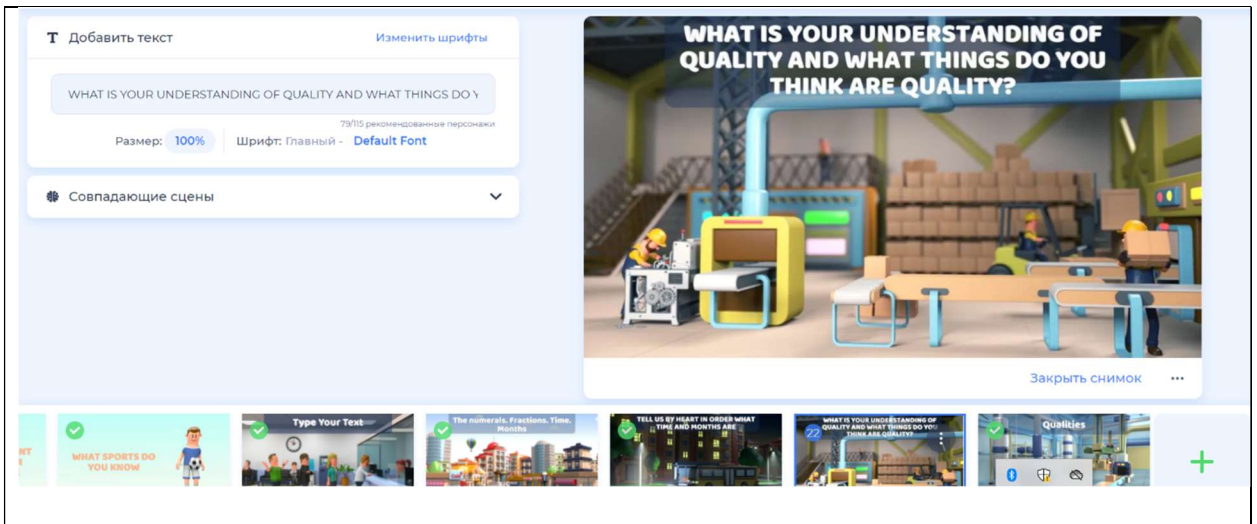 T Добавить текст
Изменить шрифты
WHAT IS YOUR UNDERSTANDING OF QUALITY AND WHAT THINGS DO Y
79/115 рекомендованные персонажи
Размер: 100% Шрифт: Главный - Default Font
Совпадающие сцены
WHAT IS YOUR UNDERSTANDING OF
QUALITY AND WHAT THINGS DO YOU
THINK ARE QUALITY?
Закрыть снимок
WHAT SPORTS DO
YOU KNOW
Type Your Text
The numerals. Fractions. Time.
Months
TELL US BY HEART IN ORDER WHAT
TIME AND MONTHS ARE
22
WHAT IS YOUR UNDERSTANDING OF
QUALITY AND WHAT THINGS DO YOU
THINK ARE QUALITY?
Qualities